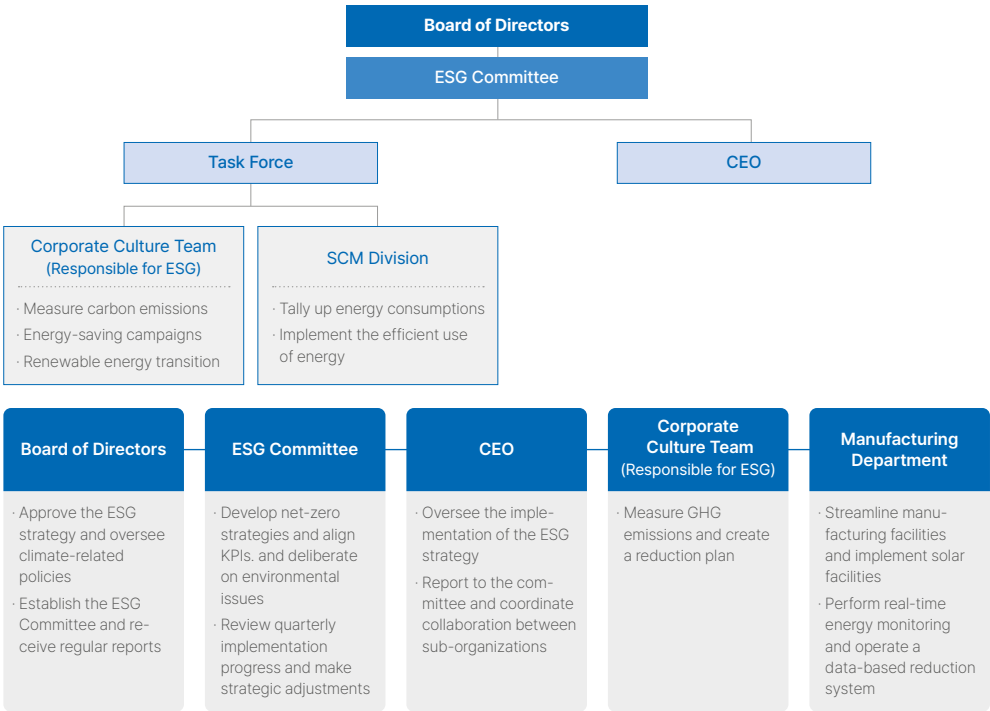 Board of Directors
ESG Committee
Task Force
CEO
Corporate Culture Team
(Responsible for ESG)
· Measure carbon emissions
· Energy-saving campaigns
· Renewable energy transition
SCM Division
· Tally up energy consumptions
· Implement the efficient use
of energy
Board of Directors
· Approve the ESG
strategy and oversee
climate-related
policies
· Establish the ESG
Committee and re-
ceive regular reports
ESG Committee
· Develop net-zero
strategies and align
KPIs. and deliberate
on environmental
issues
· Review quarterly
implementation
progress and make
strategic adjustments
CEO
· Oversee the imple-
mentation of the ESG
strategy
· Report to the com-
mittee and coordinate
collaboration between
sub-organizations
Corporate
Culture Team
(Responsible for ESG)
· Measure GHG
emissions and create
a reduction plan
Manufacturing
Department
· Streamline manu-
facturing facilities
and implement solar
facilities
· Perform real-time
energy monitoring
and operate a
data-based reduction
system